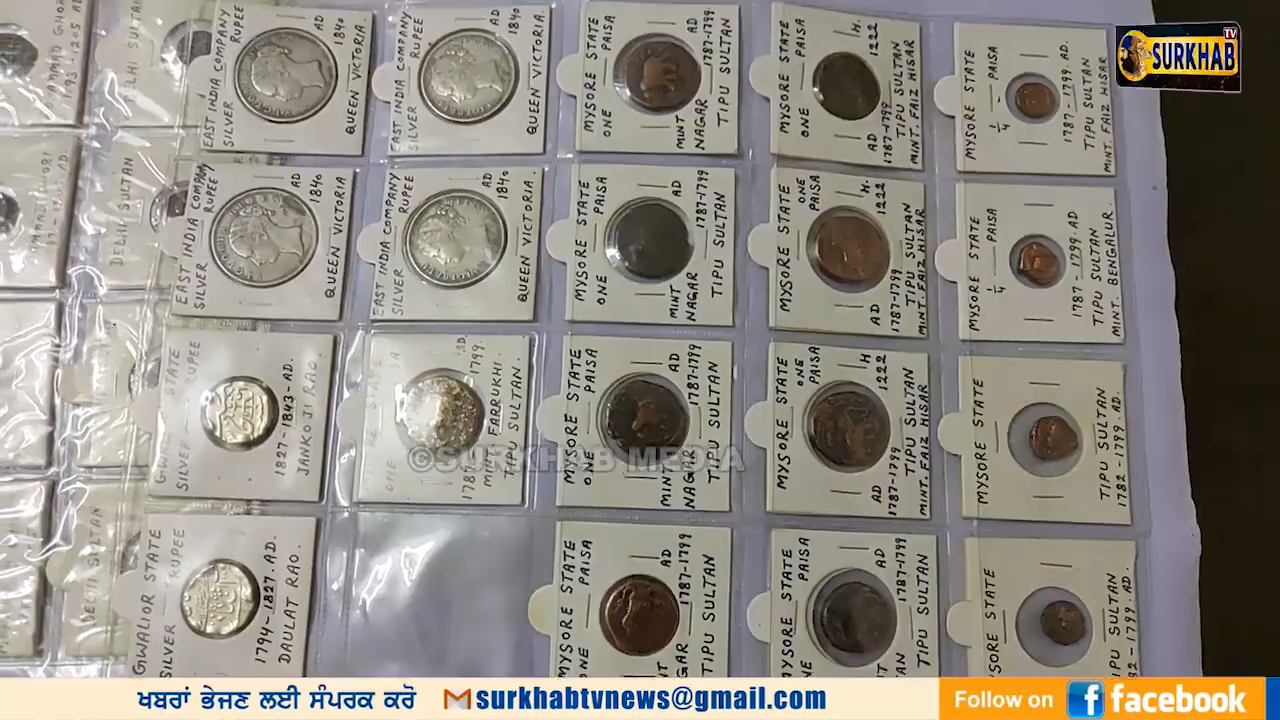 SURKHAB TV
EAST INDIA COMPANY
SILVER RUPEE
AD 1840
QUEEN VICTORIA
EAST INDIA COMPANY
SILVER RUPEE
AD 1840
QUEEN VICTORIA.
MYSORE STATE
ONE PAISA
MINT AD
NAGAR 1787-1799
TIPU SULTAN
MYSORE STATE
ONE PAISA
H. 1222
AD 1787-1799
TIPU SULTAN
MINT. FAIZ HISAR
MYSORE STATE
1/4 PAISA
1787-1799. AD.
TIPU SULTAN
MINT. FAIZ HISAR
DELHI SULTAN
EAST INDIA COMPANY
SILVER RUPEE
AD 1840
QUEEN VICTORIA
EAST INDIA COMPANY
SILVER RUPEE
AD 1840
QUEEN VICTORIA
MYSORE STATE
ONE PAISA
MINT AD
NAGAR 1787-1799
TIPU SULTAN
MYSORE STATE
ONE PAISA
H. 1222
AD 1787-1799
TIPU SULTAN
MINT. FAIZ HISAR
MYSORE STATE
1/4 PAISA
1787-1799. AD
TIPU SULTAN
MINT. BENGALUR.
DELHI SULTAN
STATE
SILVER RUPEE
1827-1843-AD.
JANKOJI RAO.
FARRUKHI
TIPU SULTAN.
MYSORE STATE
ONE PAISA
MINT AD
NAGAR 1787-1799
TIPU SULTAN
MYSORE STATE
ONE PAISA
H 1222
AD 1787-1799
TIPU SULTAN
MINT. FAIZ HISAR
MYSORE STATE
TIPU SULTAN
1782-1799. AD.
©SURKHAB MEDIA
DELHI SULTAN
GWALIOR STATE
SILVER RUPEE
1794-1827. AD.
DAULAT RAO.
MYSORE STATE
ONE PAISA
AD
1787-1799
TIPU SULTAN
MYSORE STATE
ONE PAISA
AD
1787-1799
TIPU SULTAN
STATE
TIPU SULTAN
1799. AD.
ਖਬਰਾਂ ਭੇਜਣ ਲਈ ਸੰਪਰਕ ਕਰੋ surkhabtvnews@gmail.com Follow on facebook